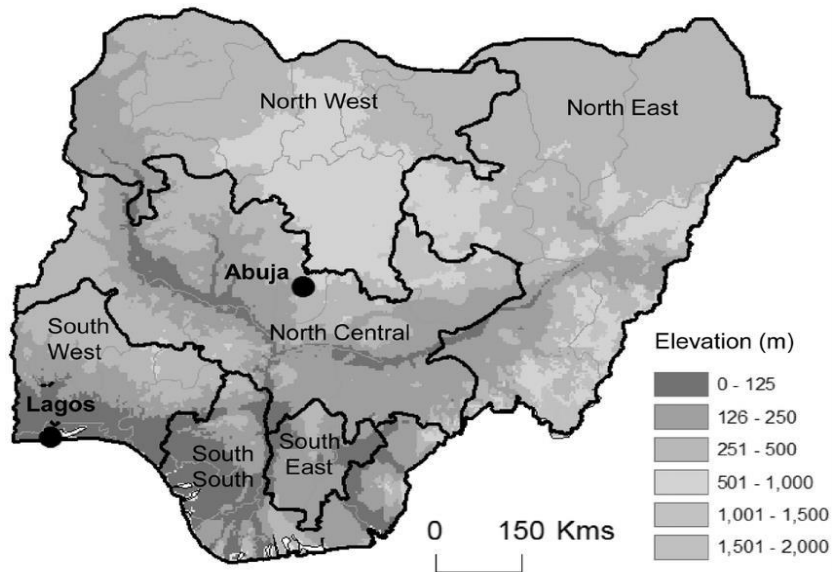 North West
North East
Abuja
North Central
South
West
Lagos
South
South
South
East
Elevation (m)
0 - 125
126 - 250
251 - 500
501 - 1,000
1,001 - 1,500
1,501 - 2,000
0 150 Kms